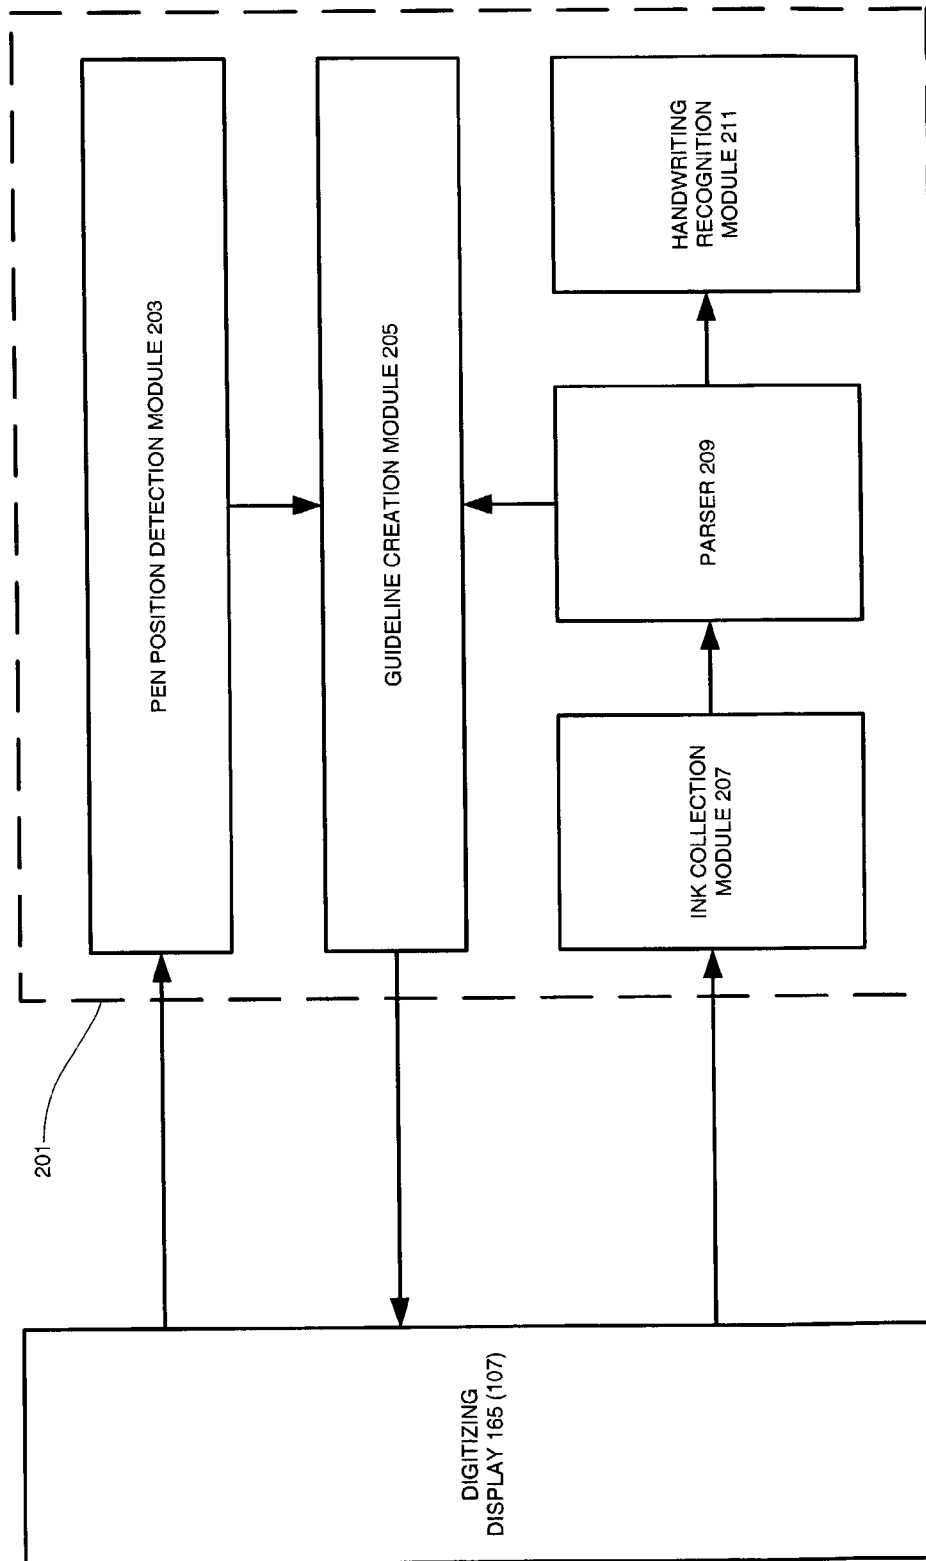 201
DIGITIZING
DISPLAY 165 (107)
PEN POSITION DETECTION MODULE 203
GUIDELINE CREATION MODULE 205
INK COLLECTION
MODULE 207
PARSER 209
HANDWRITING
RECOGNITION
MODULE 211